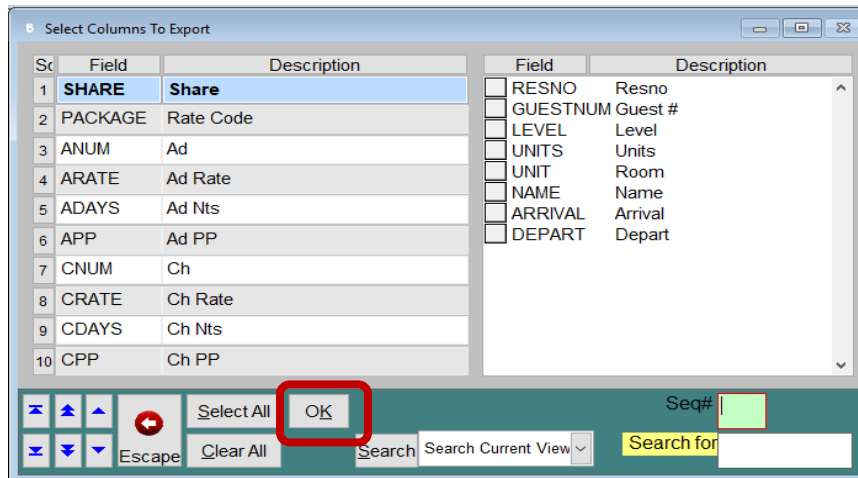 B Select Columns To Export
Sc Field Description Field Description
1 SHARE Share
2 PACKAGE Rate Code
3 ANUM Ad
4 ARATE Ad Rate
5 ADAYS Ad Nts
6 APP Ad PP
7 CNUM Ch
8 CRATE Ch Rate
9 CDAYS Ch Nts
10 CPP Ch PP
RESNO Resno
GUESTNUM Guest #
LEVEL Level
UNITS Units
UNIT Room
NAME Name
ARRIVAL Arrival
DEPART Depart
Select All OK Seq#
Escape Clear All Search Search Current View Search for